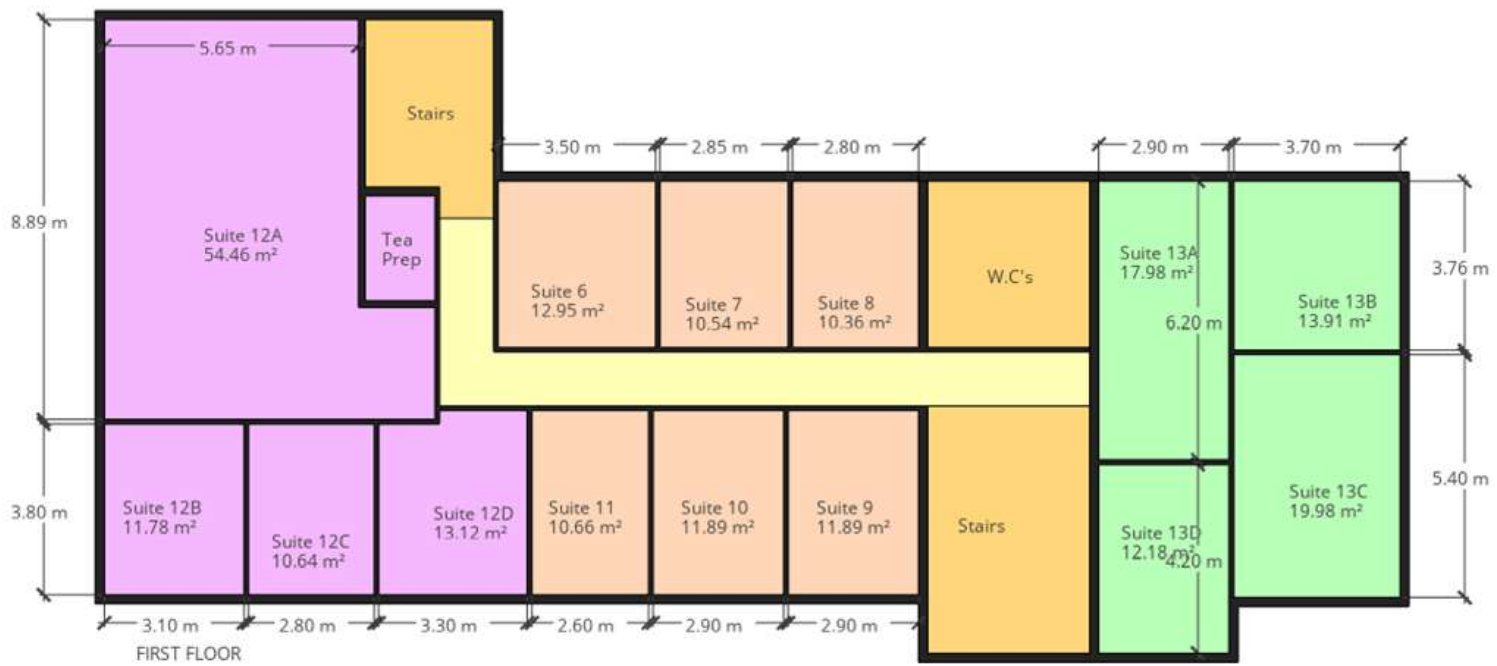 5.65 m
Stairs
3.50 m
2.85 m
2.80 m
2.90 m
3.70 m
8.89 m
Suite 12A
54.46 m²
Tea
Prep
Suite 6
12.95 m²
Suite 7
10.54 m²
Suite 8
10.36 m²
W.C's
Suite 13A
17.98 m²
6.20 m
Suite 13B
13.91 m²
3.76 m
3.80 m
Suite 12B
11.78 m²
Suite 12C
10.64 m²
Suite 12D
13.12 m²
Suite 11
10.66 m²
Suite 10
11.89 m²
Suite 9
11.89 m²
Stairs
Suite 13D
12.18 m²
4.20 m
Suite 13C
19.98 m²
5.40 m
3.10 m
2.80 m
3.30 m
2.60 m
2.90 m
2.90 m
FIRST FLOOR